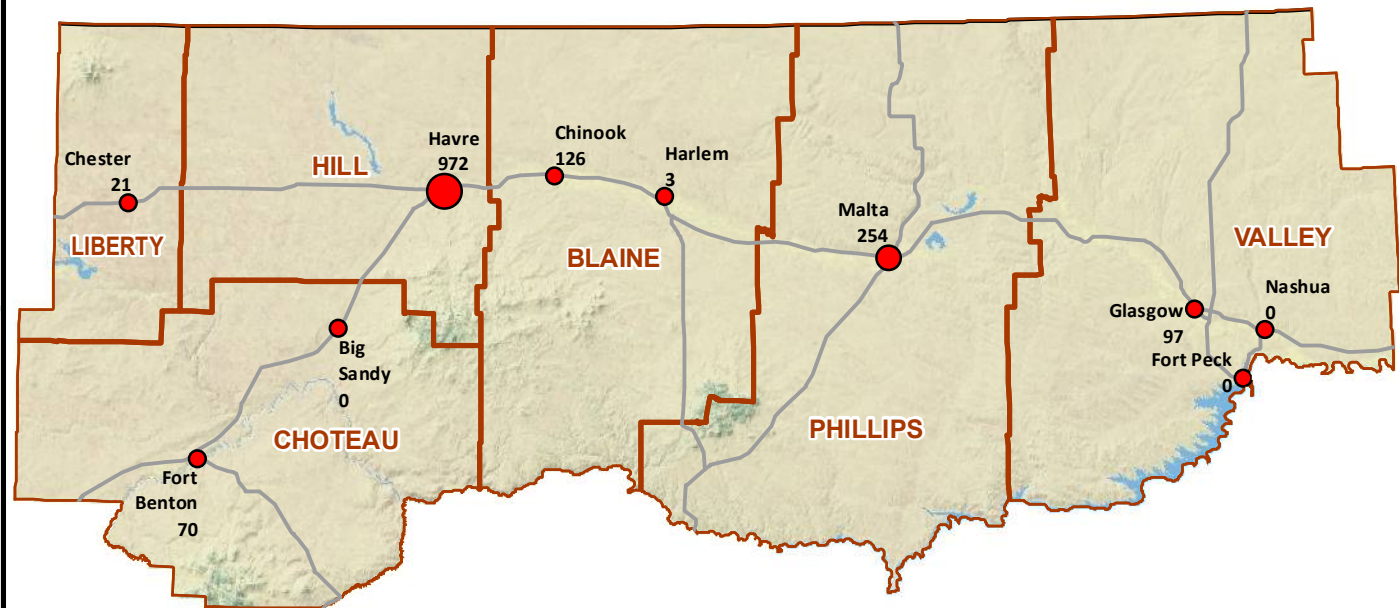 Chester
21
LIBERTY
HILL
Havre
972
Chinook
126
Harlem
3
BLAINE
Malta
254
PHILLIPS
VALLEY
Glasgow
97
Nashua
0
Fort Peck
0
Big
Sandy
0
CHOTEAU
Fort
Benton
70